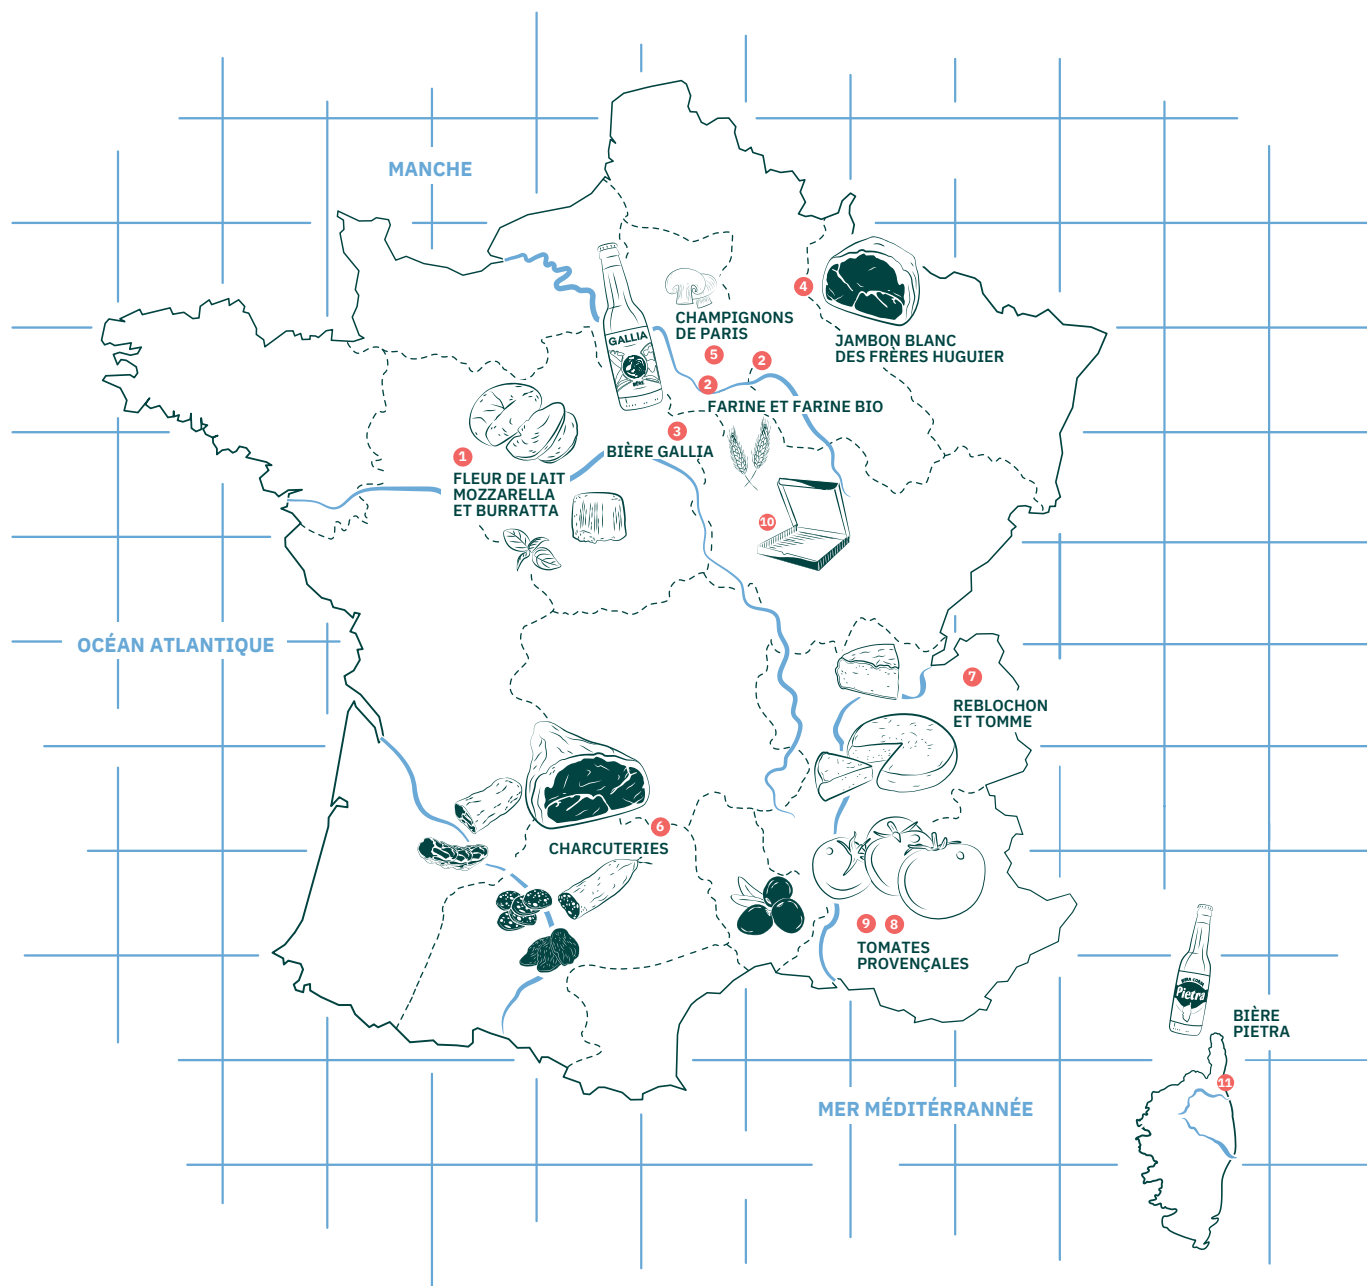 MANCHE
4
GALLIA
BIÈRE
CHAMPIGNONS
DE PARIS
JAMBON BLANC
DES FRÈRES HUGUIER
5
2
2
FARINE ET FARINE BIO
3
BIÈRE GALLIA
1
FLEUR DE LAIT
MOZZARELLA
ET BURRATTA
10
OCÉAN ATLANTIQUE
7
REBLOCHON
ET TOMME
6
CHARCUTERIES
9
8
TOMATES
PROVENÇALES
Pietra
BIÈRE
PIETRA
11
MER MÉDITÉRRANNÉE